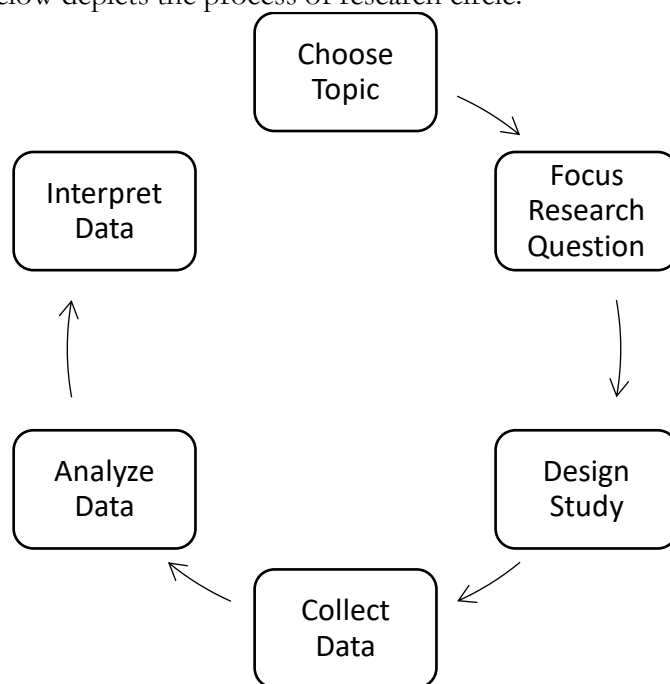 depicts the process of research circle.
Choose
Topic
Focus
Research
Question
Design
Study
Collect
Data
Analyze
Data
Interpret
Data